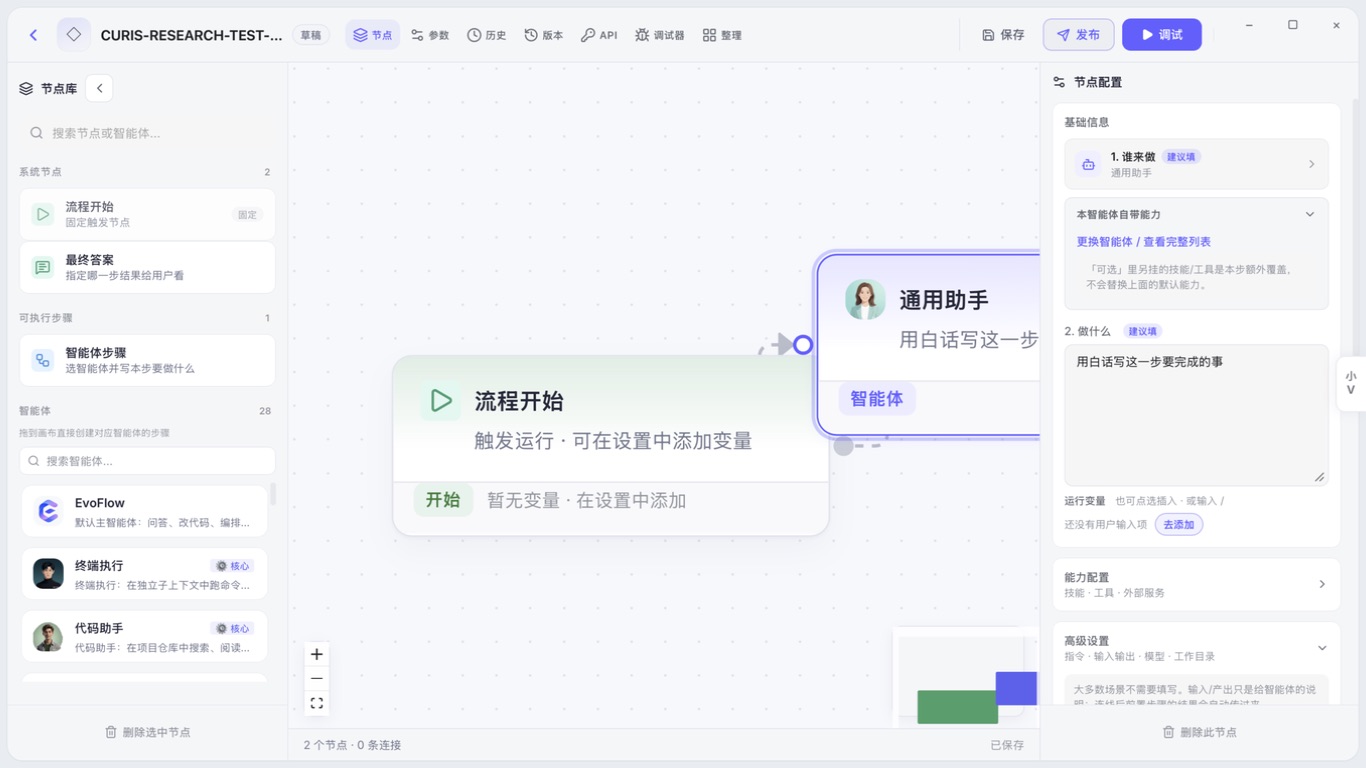 CURIS-RESEARCH-TEST-...
草稿
节点
参数
历史
版本
API
调试器
整理
保存
发布
调试
节点库
搜索节点或智能体...
系统节点
2
流程开始
固定触发节点
固定
最终答案
指定哪一步结果给用户看
可执行步骤
1
智能体步骤
选智能体并写本步要做什么
智能体
28
拖到画布直接创建对应智能体的步骤
搜索智能体...
EvoFlow
默认主智能体：问答、改代码、编排...
终端执行
核心
终端执行：在独立子上下文中跑命令...
代码助手
核心
代码助手：在项目仓库中搜索、阅读...
删除选中节点
通用助手
用白话写这一步
智能体
流程开始
触发运行 · 可在设置中添加变量
开始
暂无变量 · 在设置中添加
2 个节点 · 0 条连接
已保存
节点配置
基础信息
1. 谁来做
建议填
通用助手
本智能体自带能力
更换智能体 / 查看完整列表
「可选」里另挂的技能/工具是本步额外覆盖，
不会替换上面的默认能力。
2. 做什么
建议填
用白话写这一步要完成的事
运行变量
也可点选插入 · 或输入 /
还没有用户输入项
去添加
能力配置
技能 · 工具 · 外部服务
高级设置
指令 · 输入输出 · 模型 · 工作目录
大多数场景不需要填写。输入/产出只是给智能体的说
明；连线后前置步骤的结果会自动传过来
删除此节点
小
V